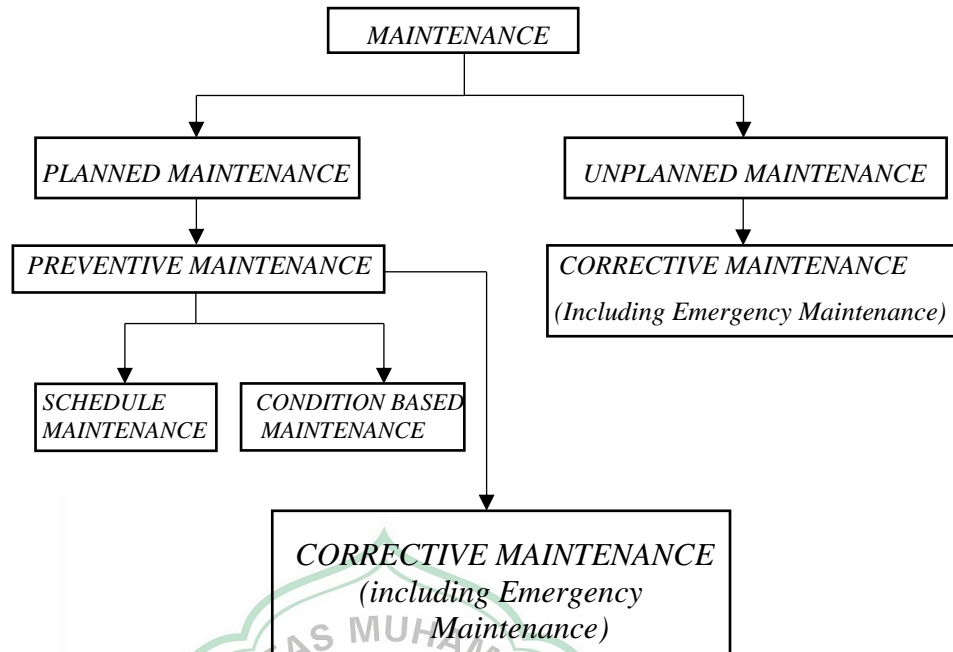 MAINTENANCE
PLANNED MAINTENANCE
UNPLANNED MAINTENANCE
PREVENTIVE MAINTENANCE
CORRECTIVE MAINTENANCE
(Including Emergency Maintenance)
SCHEDULE
MAINTENANCE
CONDITION BASED
MAINTENANCE
CORRECTIVE MAINTENANCE
(including Emergency
Maintenance)